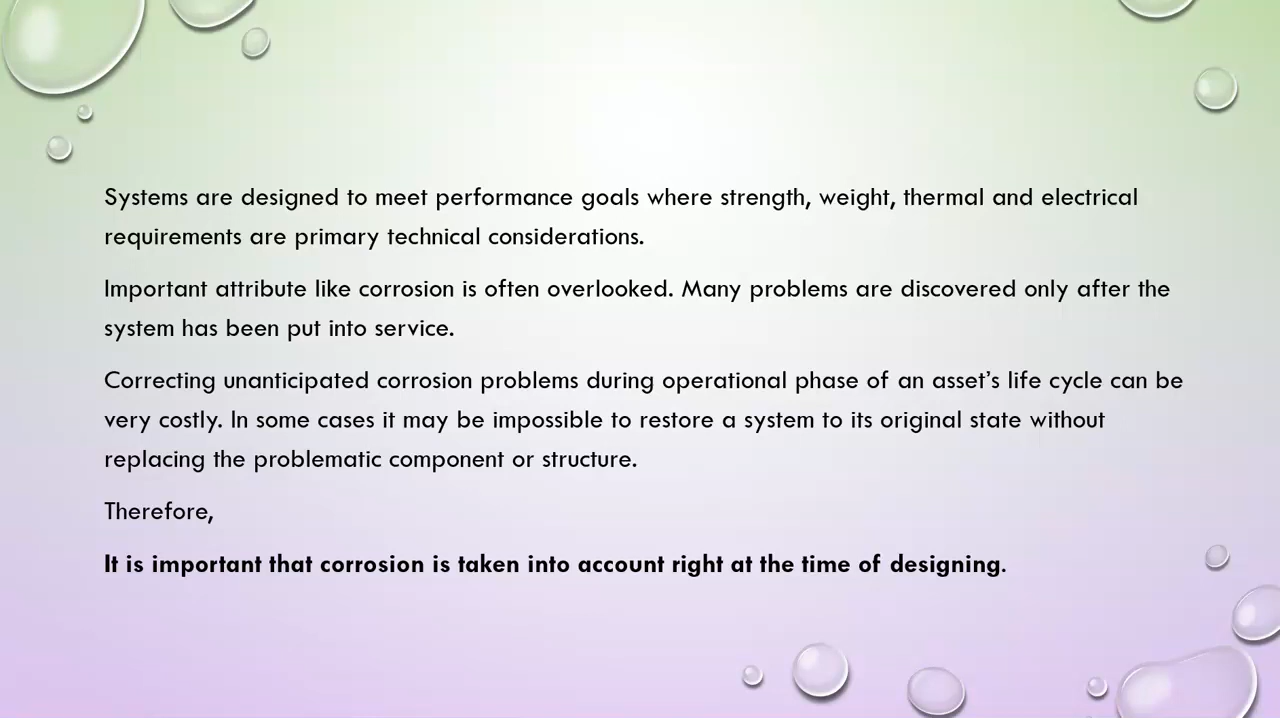 Systems are designed to meet performance goals where strength, weight, thermal and electrical
requirements are primary technical considerations.
Important attribute like corrosion is often overlooked. Many problems are discovered only after the
system has been put into service.
Correcting unanticipated corrosion problems during operational phase of an asset’s life cycle can be
very costly. In some cases it may be impossible to restore a system to its original state without
replacing the problematic component or structure.
Therefore,
It is important that corrosion is taken into account right at the time of designing.